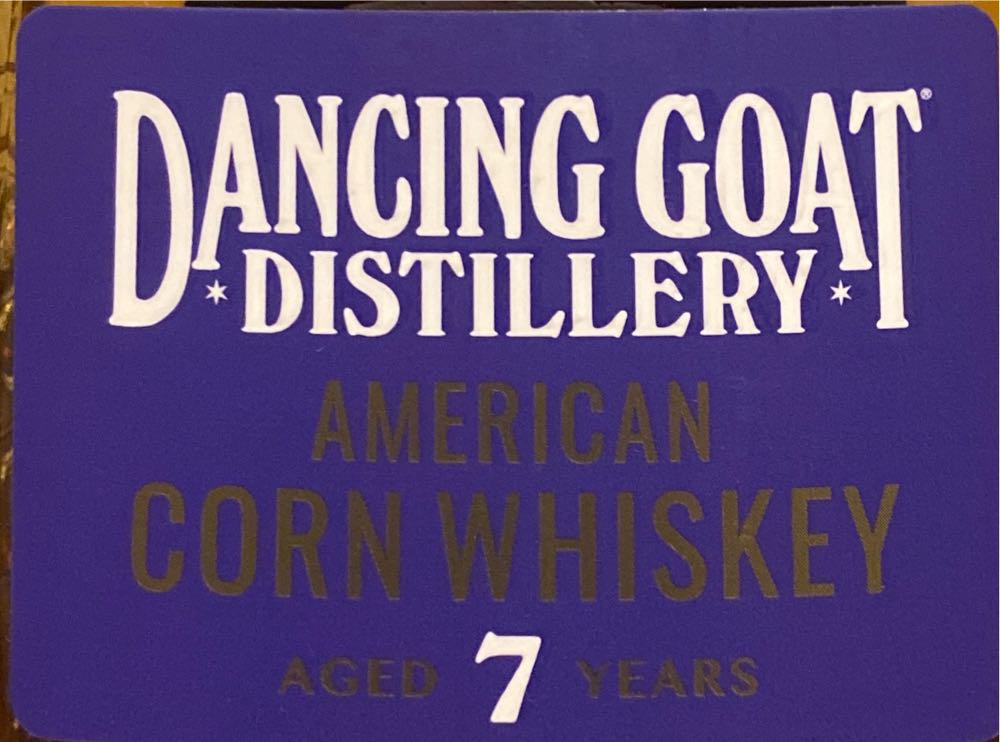 DANCING GOAT®
* DISTILLERY *
AMERICAN
CORN WHISKEY
AGED 7 YEARS